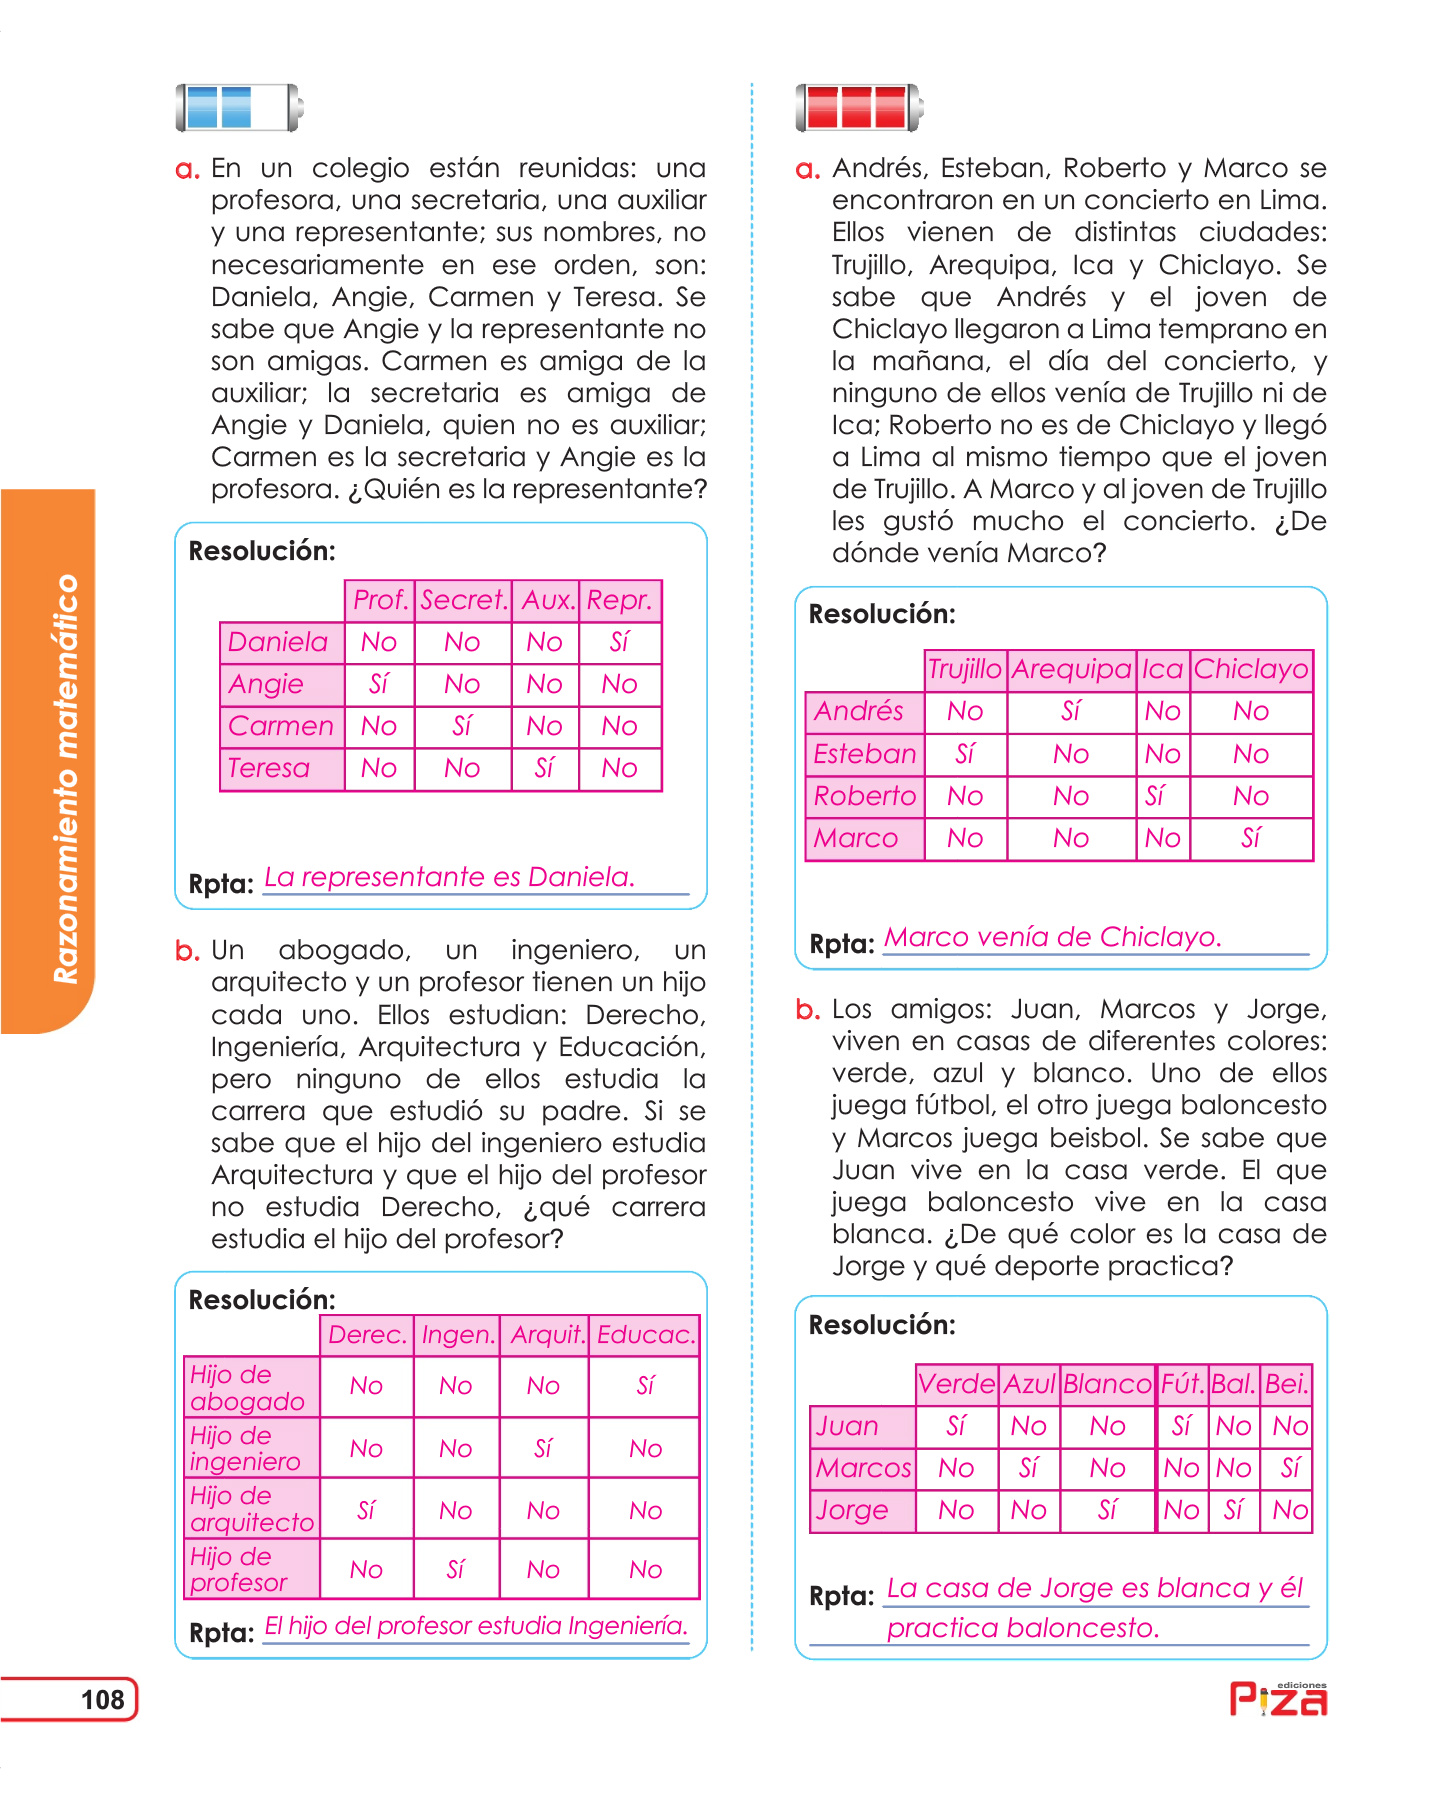 a. En un colegio están reunidas: una
profesora, una secretaria, una auxiliar
y una representante; sus nombres, no
necesariamente en ese orden, son:
Daniela, Angie, Carmen y Teresa. Se
sabe que Angie y la representante no
son amigas. Carmen es amiga de la
auxiliar; la secretaria es amiga de
Angie y Daniela, quien no es auxiliar;
Carmen es la secretaria y Angie es la
profesora. ¿Quién es la representante?
Resolución:
Prof. Secret. Aux. Repr.
Daniela No No No Sí
Angie Sí No No No
Carmen No Sí No No
Teresa No No Sí No
Rpta: La representante es Daniela.
b. Un abogado, un ingeniero, un
arquitecto y un profesor tienen un hijo
cada uno. Ellos estudian: Derecho,
Ingeniería, Arquitectura y Educación,
pero ninguno de ellos estudia la
carrera que estudió su padre. Si se
sabe que el hijo del ingeniero estudia
Arquitectura y que el hijo del profesor
no estudia Derecho, ¿qué carrera
estudia el hijo del profesor?
Resolución:
Derec. Ingen. Arquit. Educac.
Hijo de
abogado No No No Sí
Hijo de
ingeniero No No Sí No
Hijo de
arquitecto Sí No No No
Hijo de
profesor No Sí No No
Rpta: El hijo del profesor estudia Ingeniería.
a. Andrés, Esteban, Roberto y Marco se
encontraron en un concierto en Lima.
Ellos vienen de distintas ciudades:
Trujillo, Arequipa, Ica y Chiclayo. Se
sabe que Andrés y el joven de
Chiclayo llegaron a Lima temprano en
la mañana, el día del concierto, y
ninguno de ellos venía de Trujillo ni de
Ica; Roberto no es de Chiclayo y llegó
a Lima al mismo tiempo que el joven
de Trujillo. A Marco y al joven de Trujillo
les gustó mucho el concierto. ¿De
dónde venía Marco?
Resolución:
Trujillo Arequipa Ica Chiclayo
Andrés No Sí No No
Esteban Sí No No No
Roberto No No Sí No
Marco No No No Sí
Rpta: Marco venía de Chiclayo.
b. Los amigos: Juan, Marcos y Jorge,
viven en casas de diferentes colores:
verde, azul y blanco. Uno de ellos
juega fútbol, el otro juega baloncesto
y Marcos juega beisbol. Se sabe que
Juan vive en la casa verde. El que
juega baloncesto vive en la casa
blanca. ¿De qué color es la casa de
Jorge y qué deporte practica?
Resolución:
Verde Azul Blanco Fút. Bal. Bei.
Juan Sí No No Sí No No
Marcos No Sí No No No Sí
Jorge No No Sí No Sí No
Rpta: La casa de Jorge es blanca y él
practica baloncesto.
Razonamiento matemático
108
ediciones
Piza